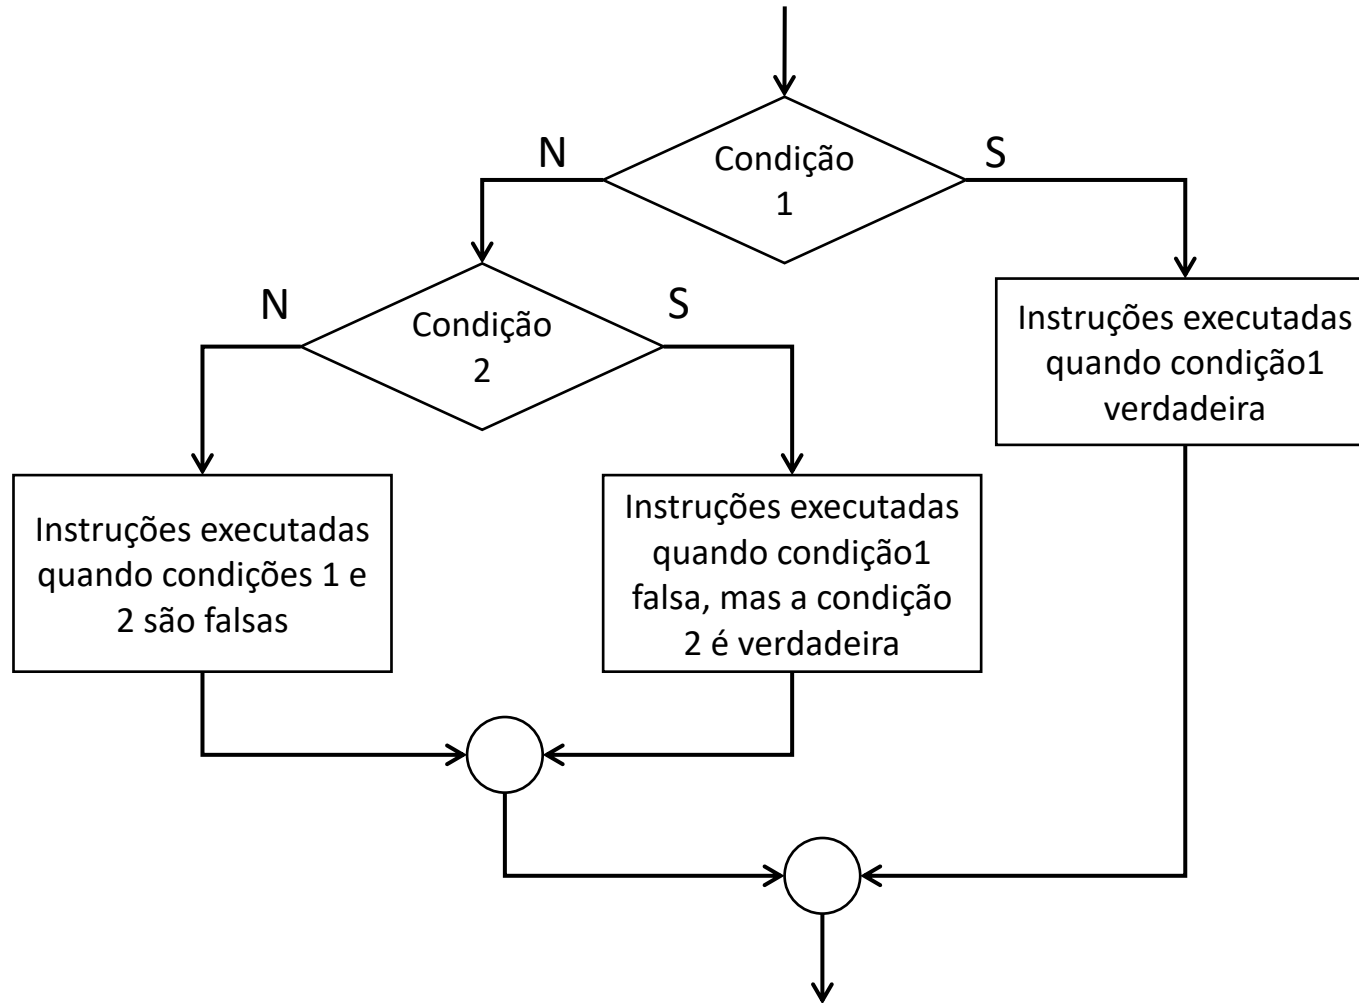 N
Condição
1
S
N
Condição
2
S
Instruções executadas
quando condição1
verdadeira
Instruções executadas
quando condições 1 e
2 são falsas
Instruções executadas
quando condição1
falsa, mas a condição
2 é verdadeira